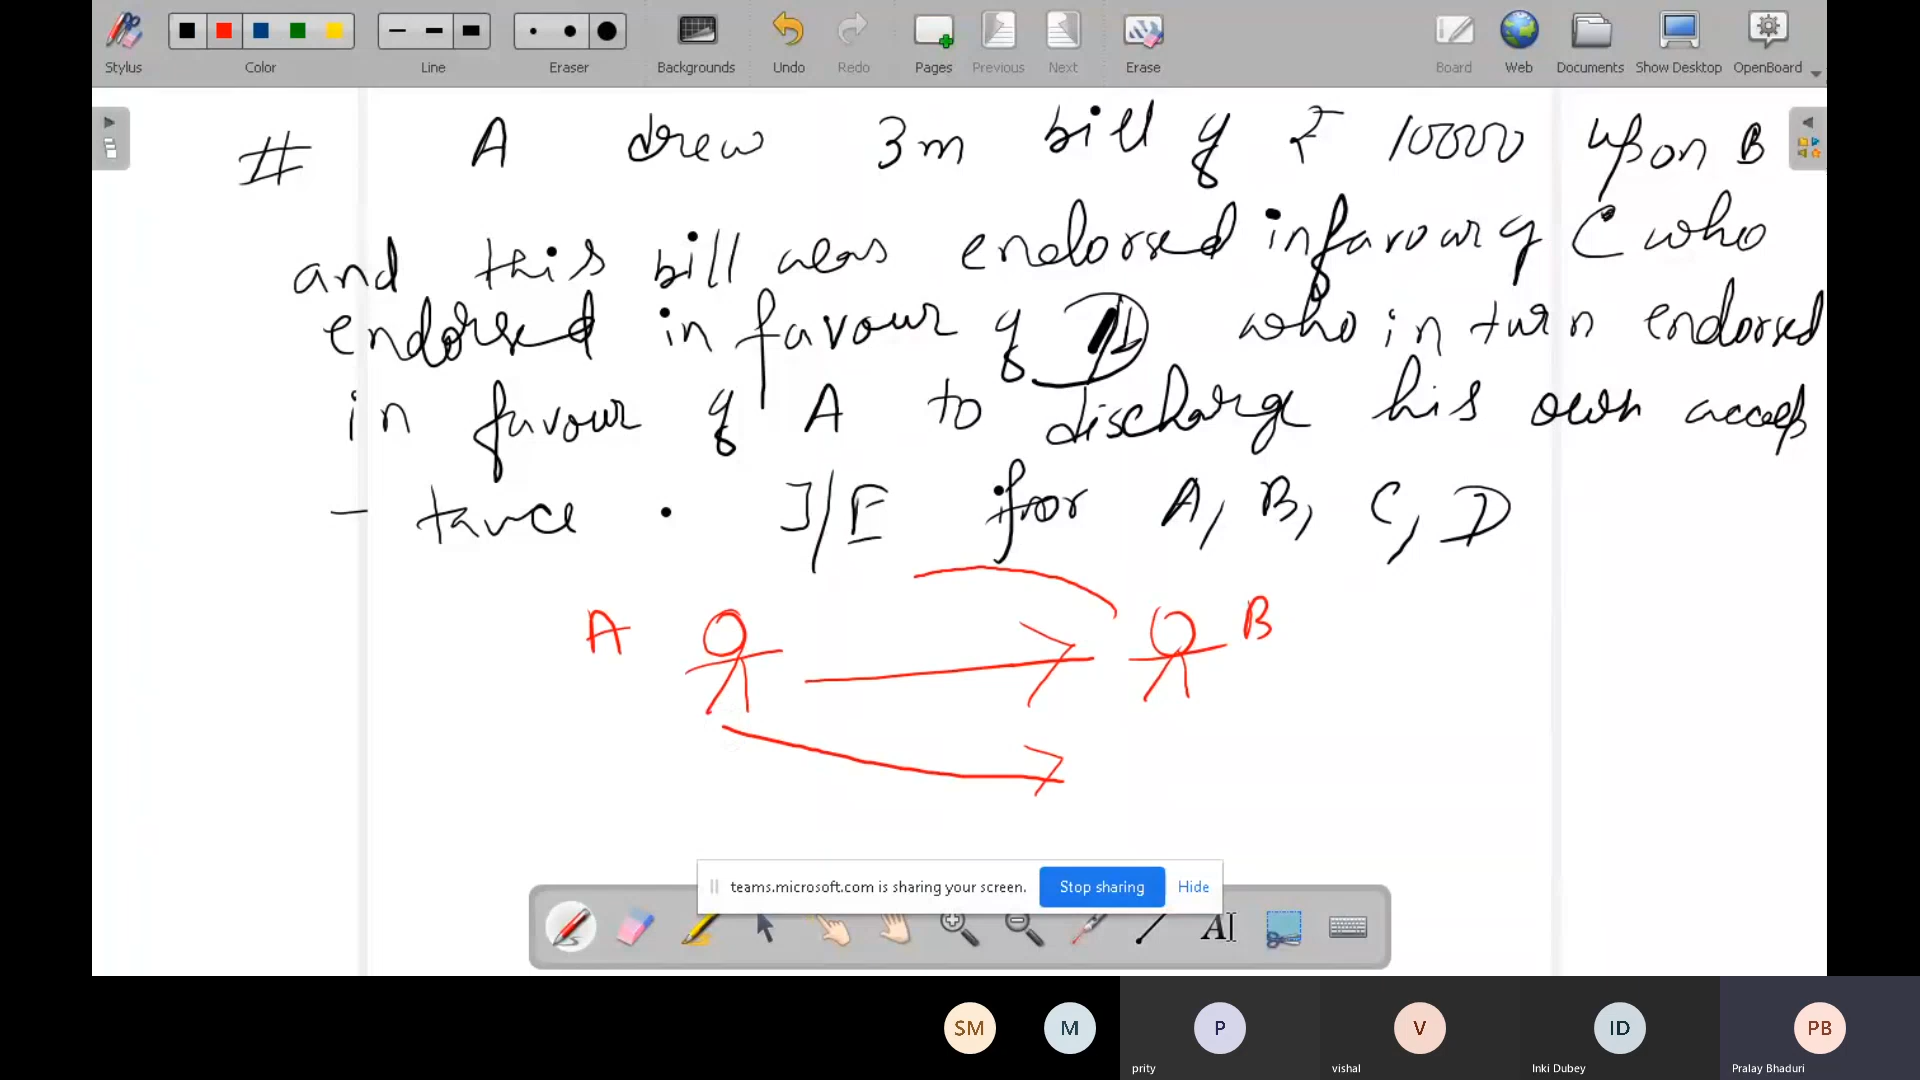 Stylus Color Line Eraser Backgrounds Undo Redo Pages Previous Next Erase Board Web Documents Show Desktop OpenBoard
# A drew 3m bill of ₹ 10000 upon B
and this bill was endorsed in favour of C who
endorsed in favour of D who in turn endorsed
in favour of A to discharge his own accep
- tance . J/E for A, B, C, D
A B
teams.microsoft.com is sharing your screen. Stop sharing Hide
AI
SM M P V ID PB
prity vishal Inki Dubey Pralay Bhaduri